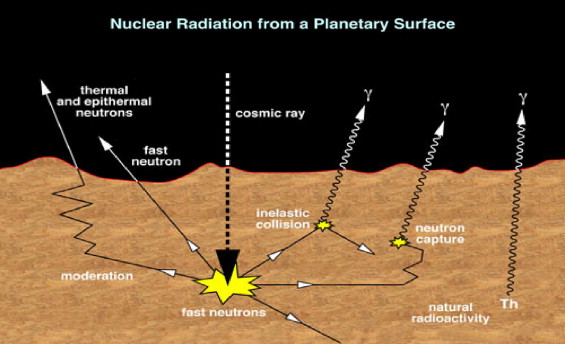 Nuclear Radiation from a Planetary Surface
thermal
and epithermal
neutrons
cosmic ray
fast
neutron
γ
γ
γ
inelastic
collision
neutron
capture
moderation
fast neutrons
natural
radioactivity
Th